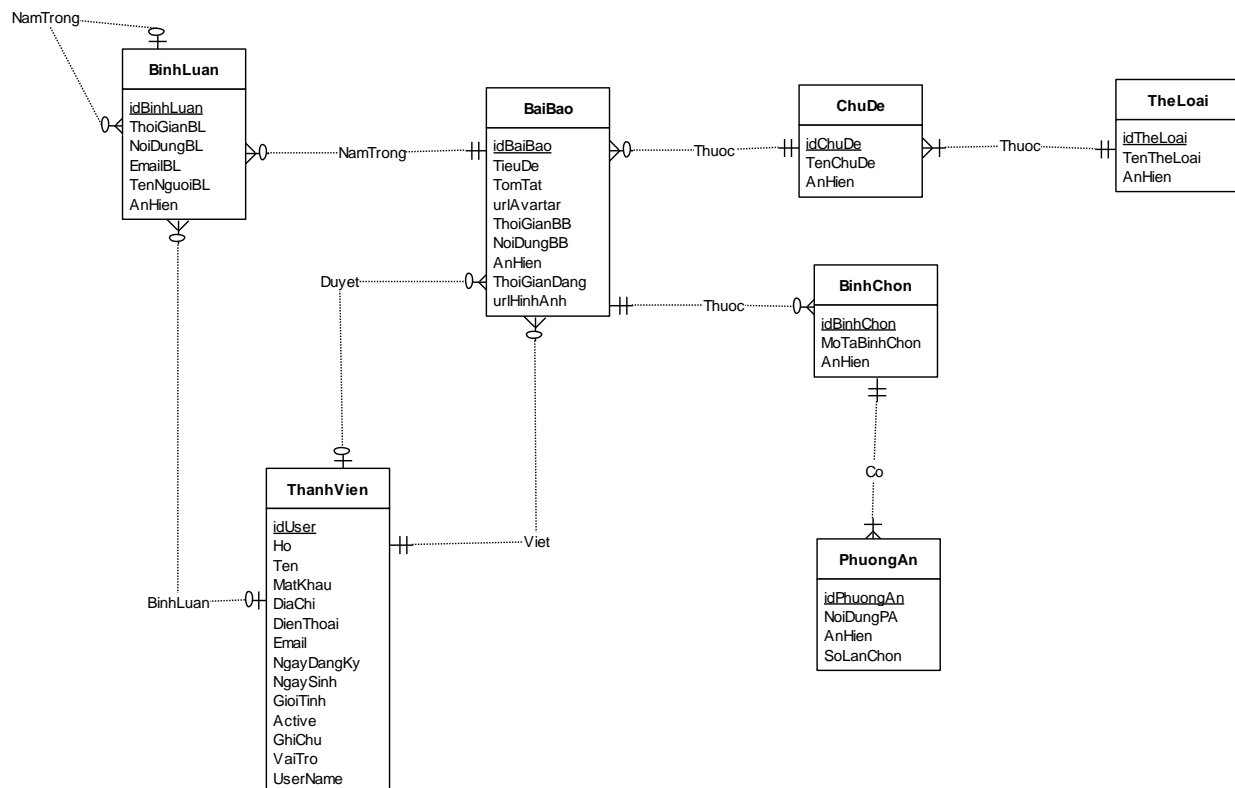 NamTrong
BinhLuan
idBinhLuan
ThoiGianBL
NoiDungBL
EmailBL
TenNguoiBL
AnHien
NamTrong
BaiBao
idBaiBao
TieuDe
TomTat
urlAvartar
ThoiGianBB
NoiDungBB
AnHien
ThoiGianDang
urlHinhAnh
Thuoc
ChuDe
idChuDe
TenChuDe
AnHien
Thuoc
TheLoai
idTheLoai
TenTheLoai
AnHien
Duyet
Thuoc
BinhChon
idBinhChon
MoTaBinhChon
AnHien
Co
PhuongAn
idPhuongAn
NoiDungPA
AnHien
SoLanChon
Viet
BinhLuan
ThanhVien
idUser
Ho
Ten
MatKhau
DiaChi
DienThoai
Email
NgayDangKy
NgaySinh
GioiTinh
Active
GhiChu
VaiTro
UserName